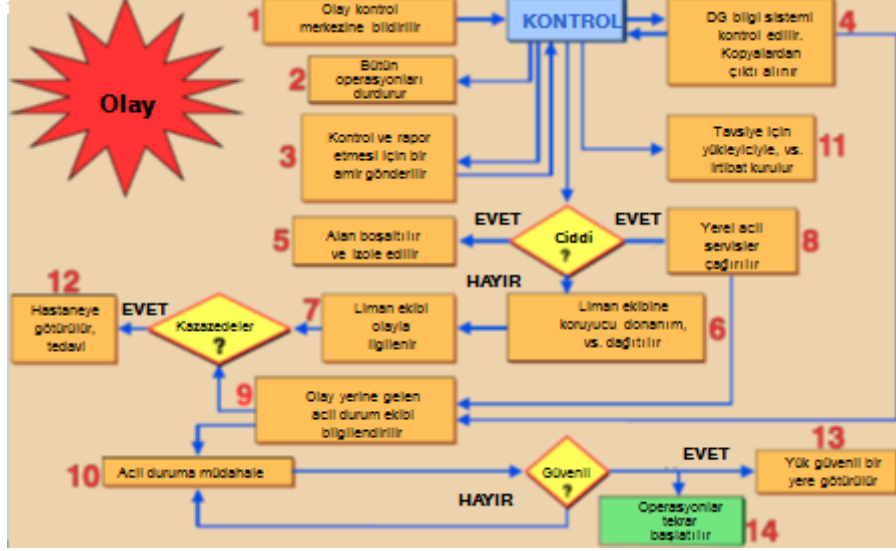 1
Olay kontrol
merkezine bildirilir
KONTROL
DG bilgi sistemi
kontrol edilir.
Kopyalardan
çıktı alınır
4
Olay
2
Bütün
operasyonları
durdurur
3
Kontrol ve rapor
etmesi için bir
amir gönderilir
Tavsiye için
yükleyiciyle, vs.
irtibat kurulur
11
5
Alan boşaltılır
ve izole edilir
EVET
Ciddi
?
EVET
Yerel acil
servisler
çağırılır
8
HAYIR
12
Hastaneye
götürülür,
tedavi
EVET
Kazazedeler
?
7
Liman ekibi
olayla
ilgilenir
Liman ekibine
koruyucu donanım,
vs. dağıtılır
6
9
Olay yerine gelen
acil durum ekibi
bilgilendirilir
10
Acil duruma müdahale
HAYIR
Güvenli
?
EVET
13
Yük güvenli bir
yere götürülür
Operasyonlar
tekrar
başlatılır
14